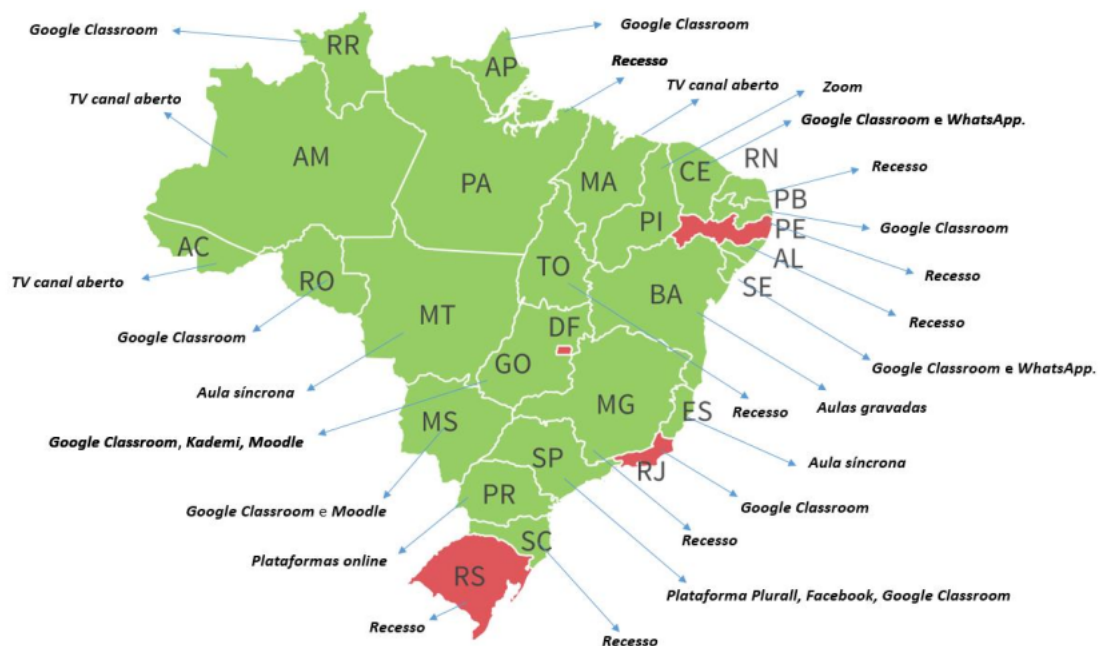 Google Classroom
RR
Google Classroom
AP
Recesso
TV canal aberto
TV canal aberto
Zoom
Google Classroom e WhatsApp.
AM
PA
MA
CE
RN
Recesso
PB
PI
PE
Google Classroom
AC
AL
TV canal aberto
RO
TO
SE
Recesso
BA
MT
Recesso
Google Classroom
DF
GO
Google Classroom e WhatsApp.
Aula síncrona
MG
ES
Recesso
Aulas gravadas
MS
Google Classroom, Kademi, Moodle
SP
RJ
Aula síncrona
PR
Google Classroom
Google Classroom e Moodle
SC
Recesso
Plataformas online
RS
Plataforma Plurall, Facebook, Google Classroom
Recesso
Recesso